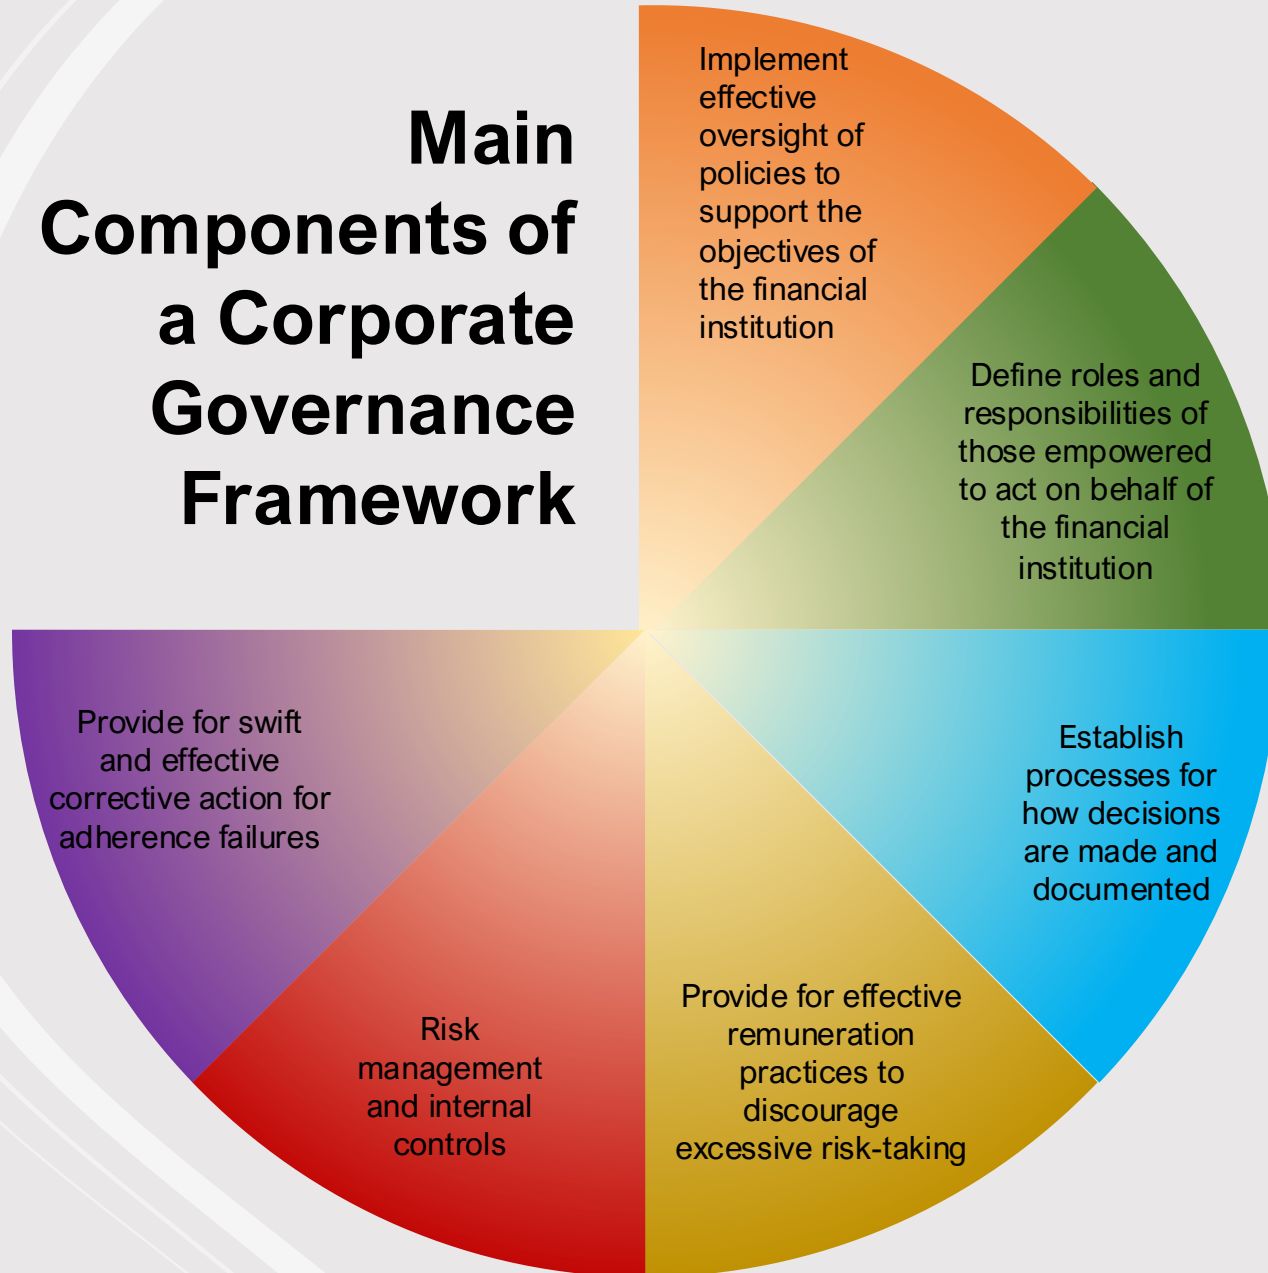 Main
Components of
a Corporate
Governance
Framework
Implement
effective
oversight of
policies to
support the
objectives of
the financial
institution
Define roles and
responsibilities of
those empowered
to act on behalf of
the financial
institution
Establish
processes for
how decisions
are made and
documented
Provide for effective
remuneration
practices to
discourage
excessive risk-taking
Risk
management
and internal
controls
Provide for swift
and effective
corrective action for
adherence failures